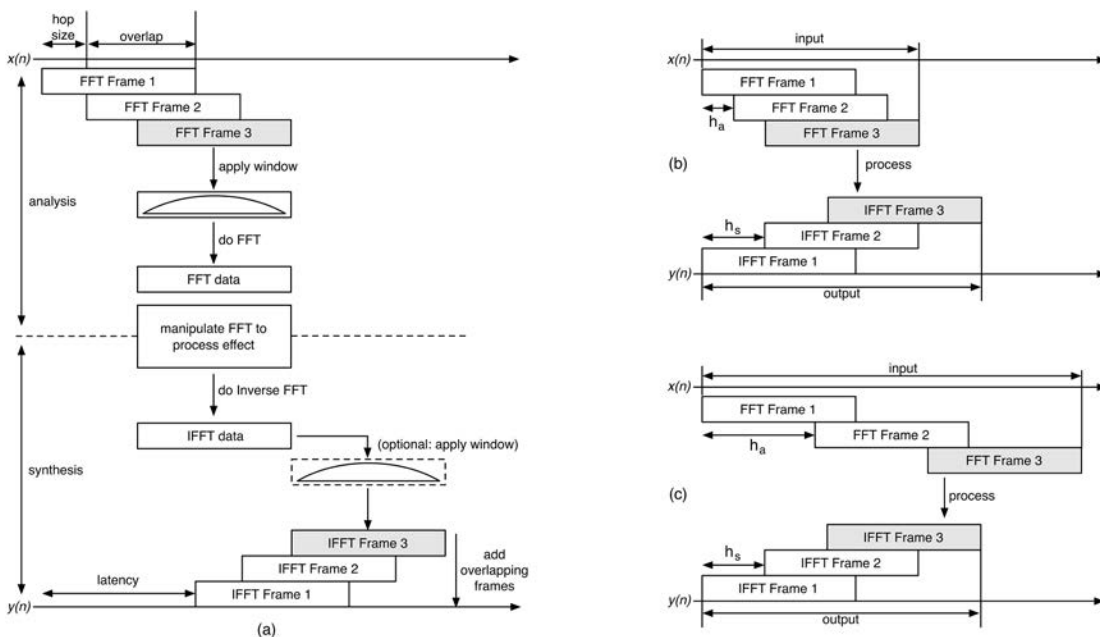 hop
size
overlap
x(n)
FFT Frame 1
FFT Frame 2
FFT Frame 3
apply window
analysis
do FFT
FFT data
manipulate FFT to
process effect
do Inverse FFT
IFFT data
(optional: apply window)
synthesis
IFFT Frame 3
IFFT Frame 2
IFFT Frame 1
add
overlapping
frames
latency
y(n)
(a)
input
x(n)
FFT Frame 1
FFT Frame 2
FFT Frame 3
ha
(b)
process
IFFT Frame 3
hs
IFFT Frame 2
IFFT Frame 1
y(n)
output
input
x(n)
FFT Frame 1
ha
FFT Frame 2
FFT Frame 3
(c)
process
IFFT Frame 3
hs
IFFT Frame 2
IFFT Frame 1
y(n)
output